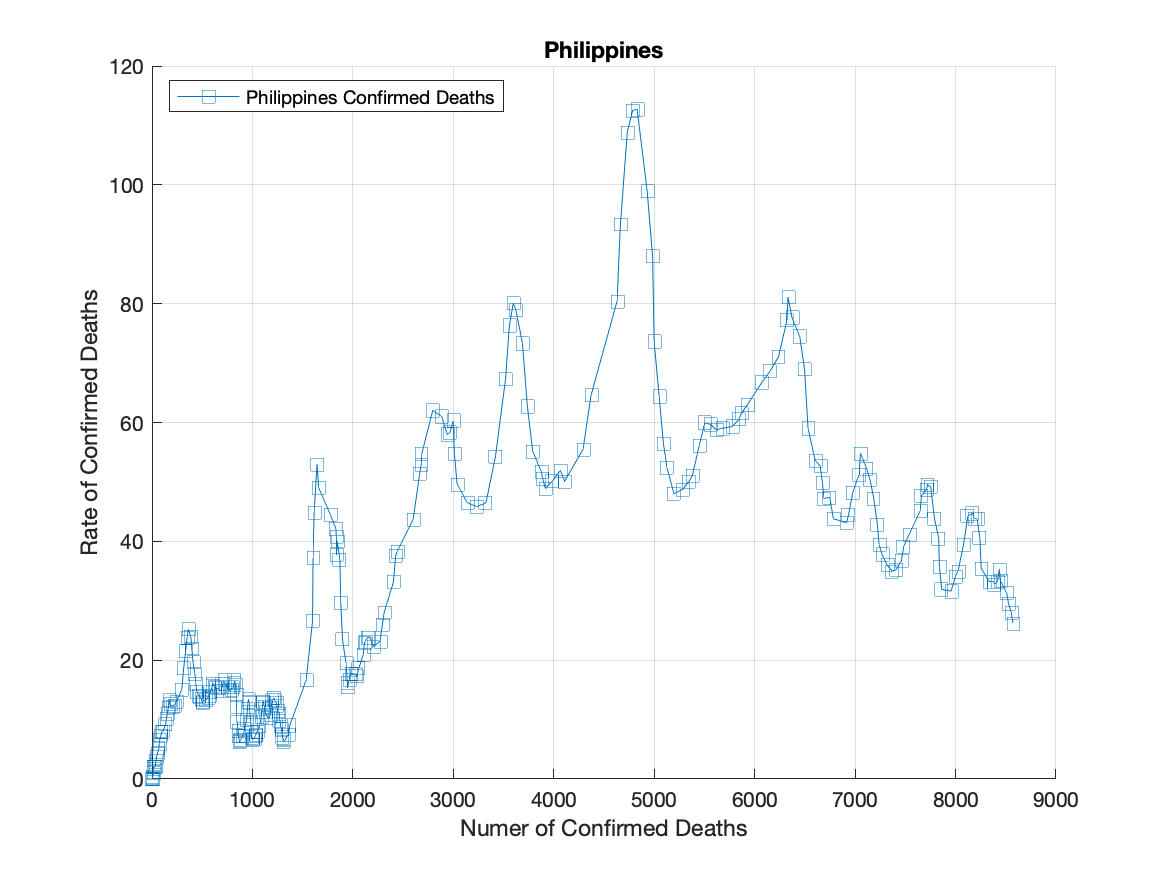 Philippines
Philippines Confirmed Deaths
120
100
80
60
40
20
0
Rate of Confirmed Deaths
0 1000 2000 3000 4000 5000 6000 7000 8000 9000
Numer of Confirmed Deaths